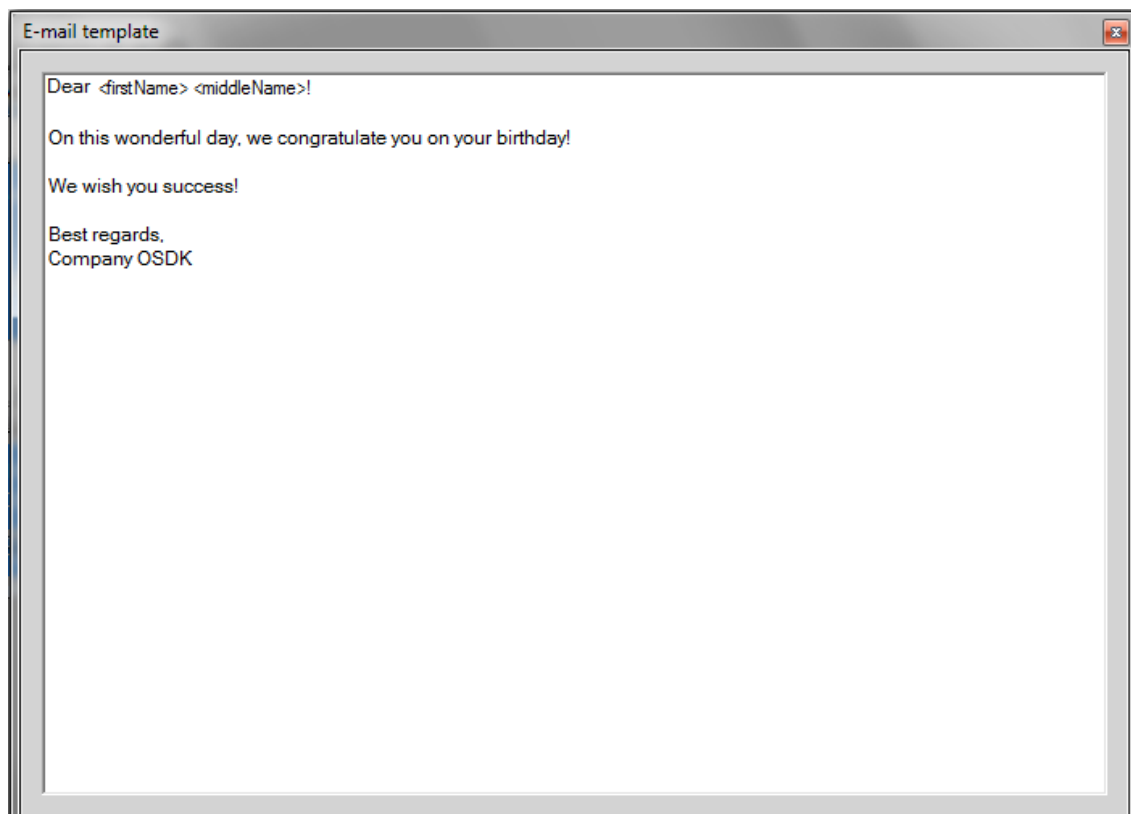 E-mail template
Dear <firstName> <middleName>!
On this wonderful day, we congratulate you on your birthday!
We wish you success!
Best regards,
Company OSDK